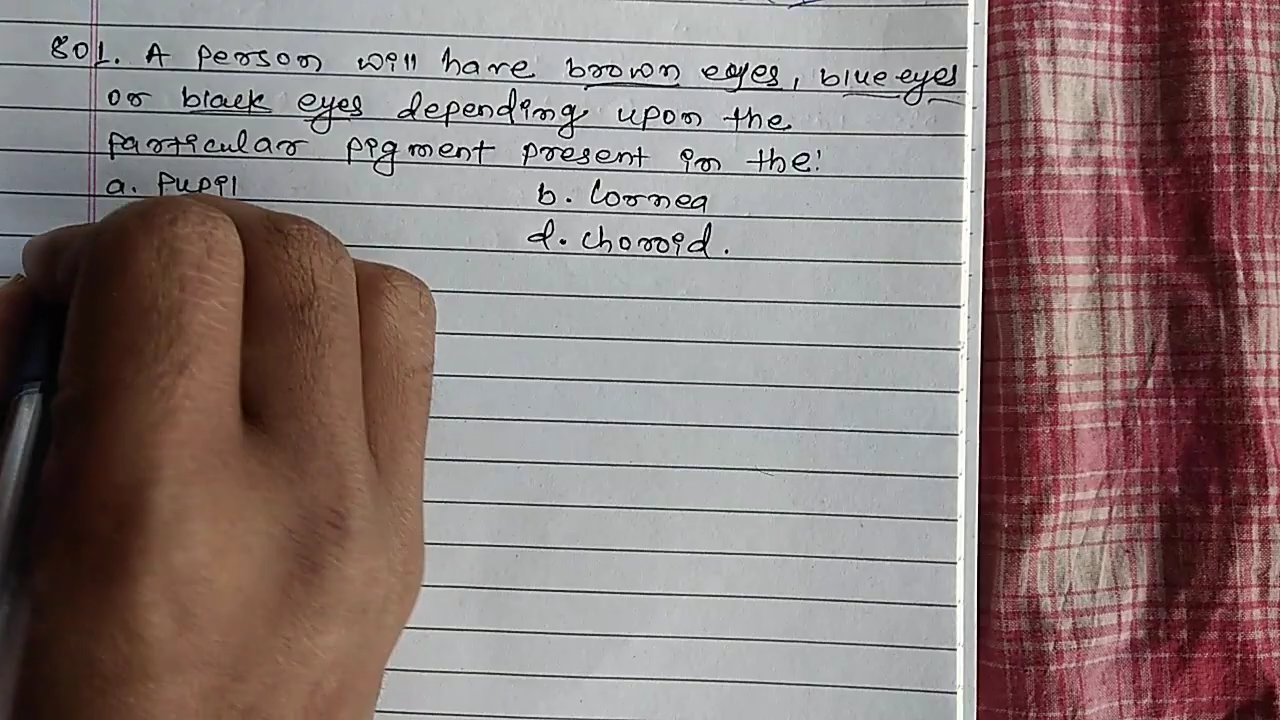 801. A person will have brown eyes, blue eyes
or black eyes depending upon the
particular pigment present in the:
a. Pupil b. Cornea
d. choroid.